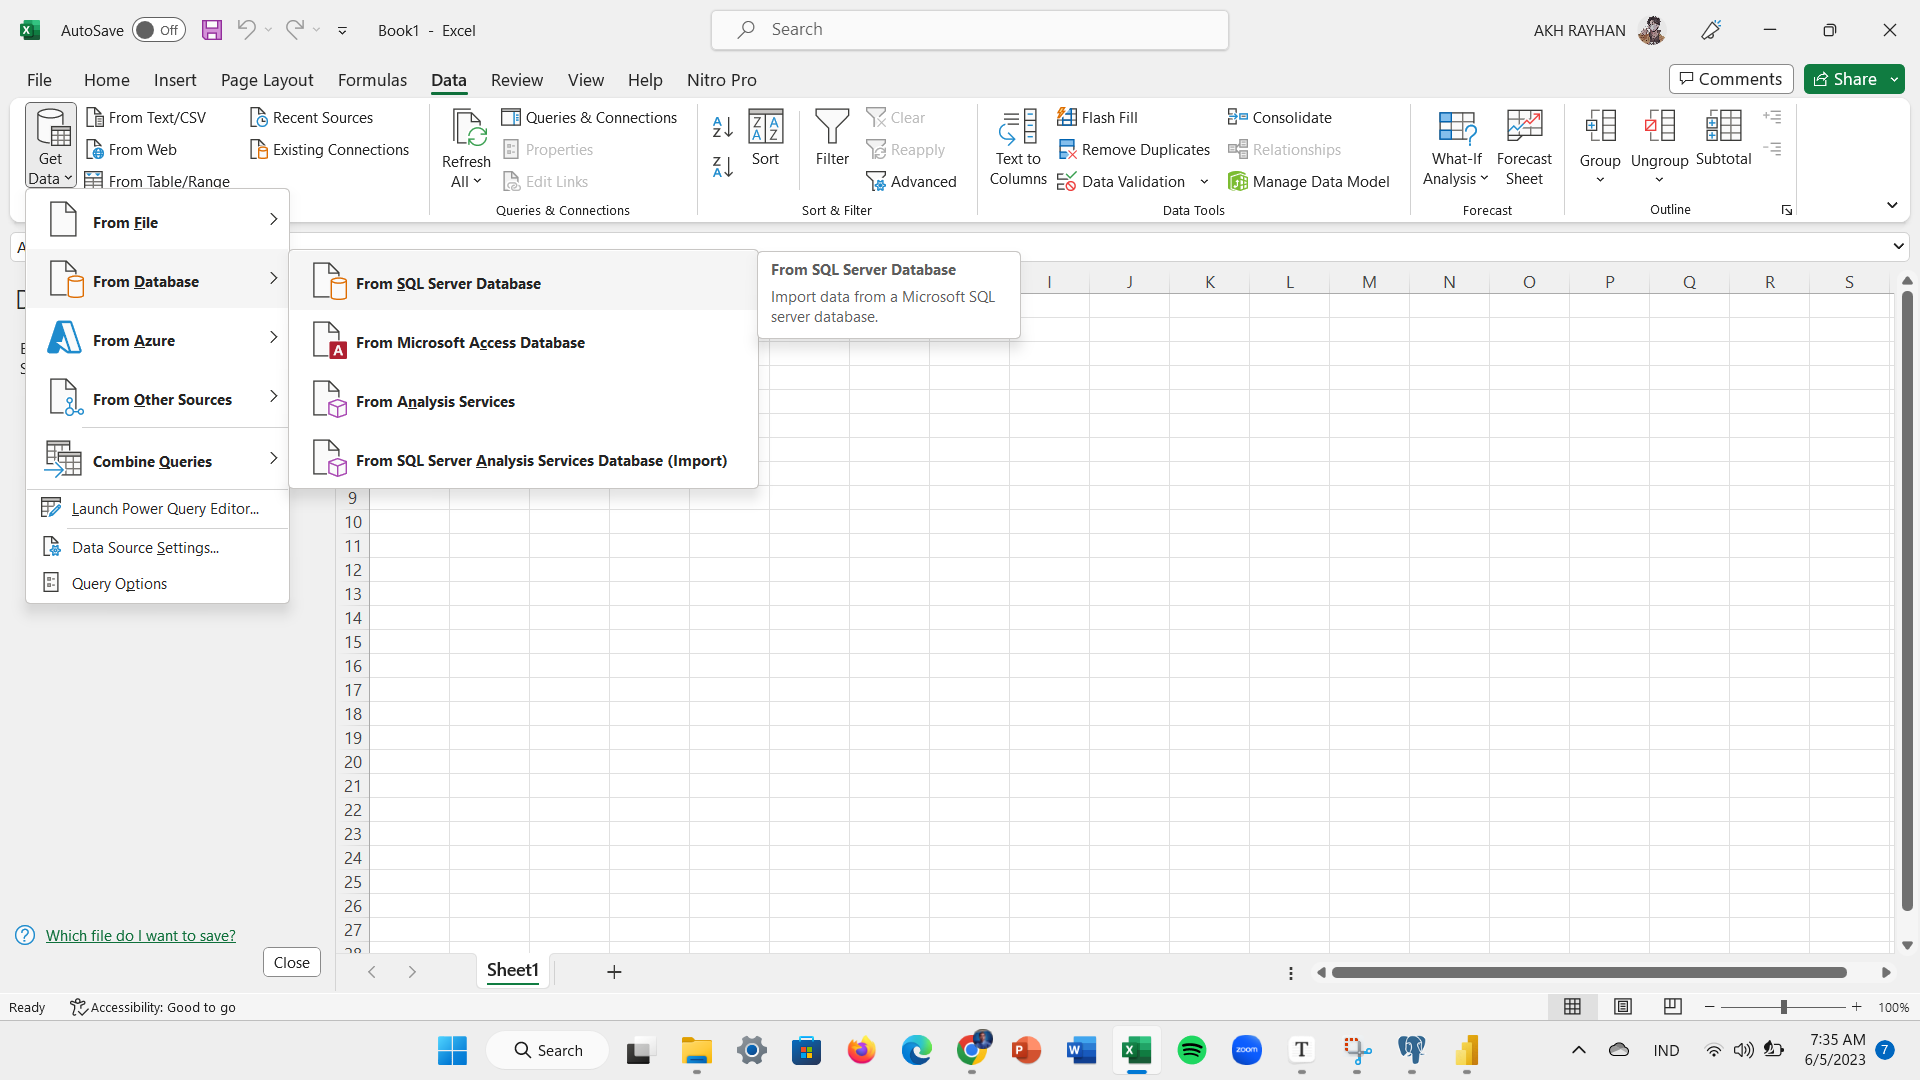 AutoSave Off Book1 - Excel Search AKH RAYHAN
File Home Insert Page Layout Formulas Data Review View Help Nitro Pro Comments Share
Get Data
From Text/CSV
From Web
From Table/Range
Recent Sources
Existing Connections
Refresh All
Queries & Connections
Properties
Edit Links
Queries & Connections
Sort
Filter
Clear
Reapply
Advanced
Sort & Filter
Text to Columns
Flash Fill
Remove Duplicates
Data Validation
Consolidate
Relationships
Manage Data Model
Data Tools
What-If Analysis
Forecast Sheet
Forecast
Group
Ungroup
Subtotal
Outline
From File
From Database
From Azure
From Other Sources
Combine Queries
Launch Power Query Editor...
Data Source Settings...
Query Options
From SQL Server Database
From Microsoft Access Database
From Analysis Services
From SQL Server Analysis Services Database (Import)
From SQL Server Database
Import data from a Microsoft SQL
server database.
I J K L M N O P Q R S
9
10
11
12
13
14
15
16
17
18
19
20
21
22
23
24
25
26
27
28
Which file do I want to save?
Close
Sheet1
Ready Accessibility: Good to go 100%
Search zoom IND 7:35 AM
6/5/2023 7